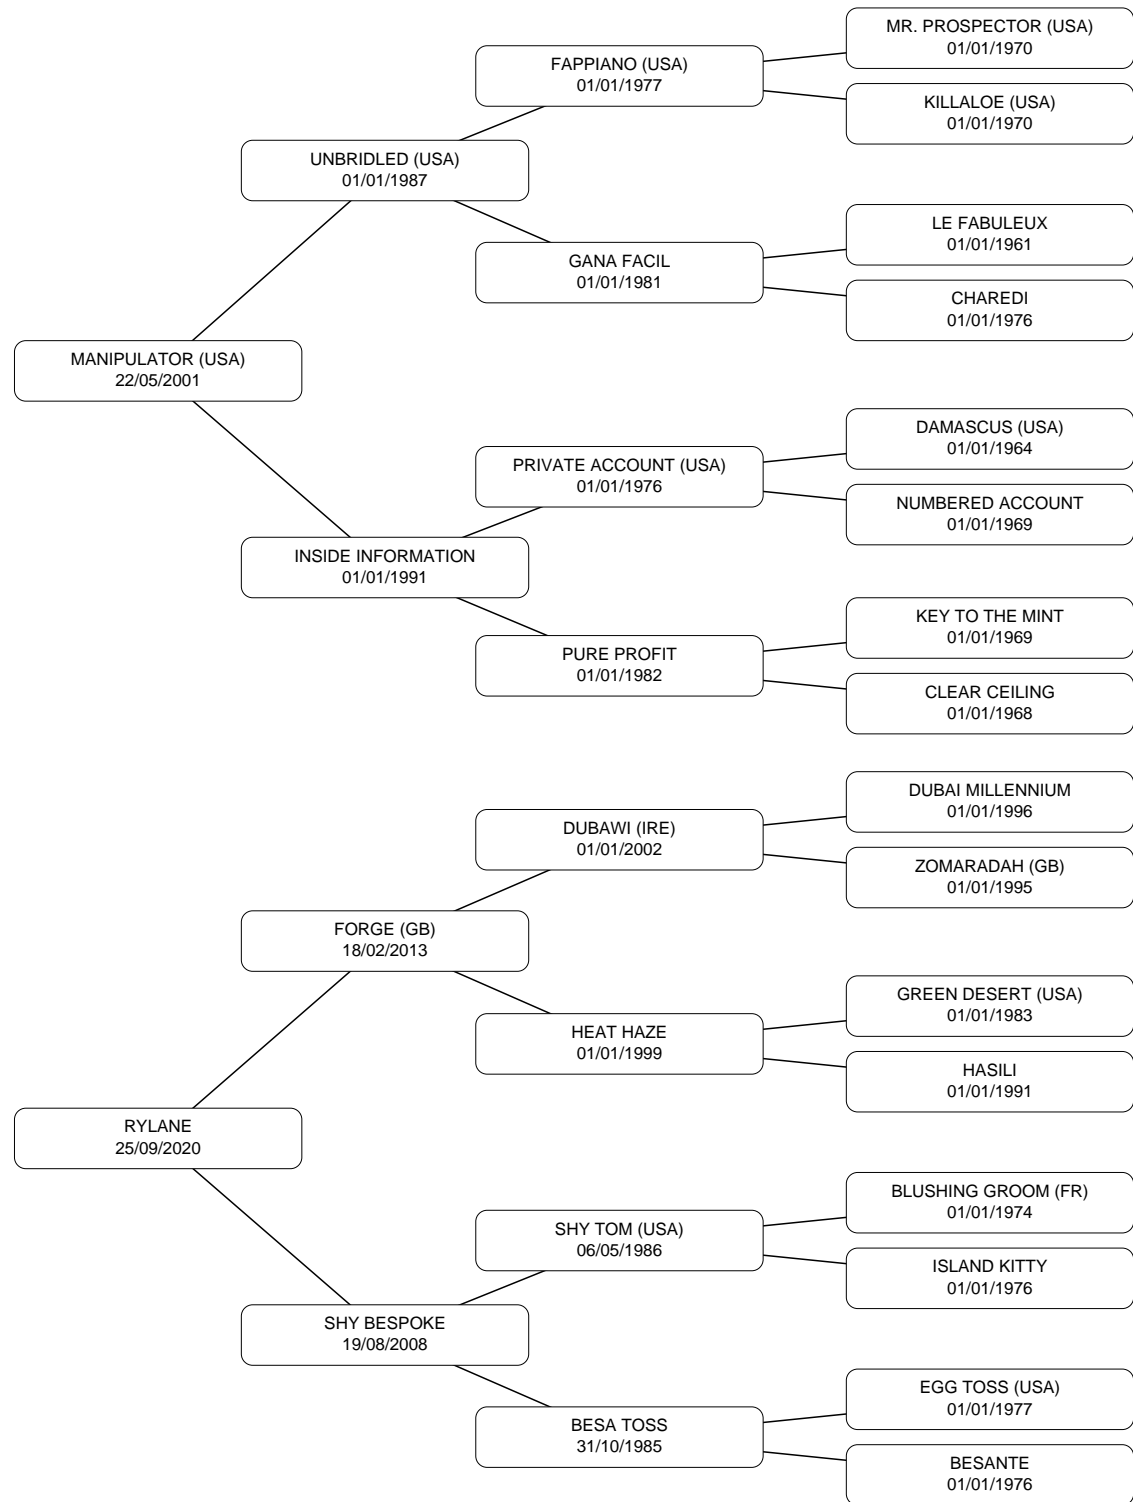 MR. PROSPECTOR (USA)
01/01/1970
FAPPIANO (USA)
01/01/1977
KILLALOE (USA)
01/01/1970
UNBRIDLED (USA)
01/01/1987
LE FABULEUX
01/01/1961
GANA FACIL
01/01/1981
CHAREDI
01/01/1976
MANIPULATOR (USA)
22/05/2001
DAMASCUS (USA)
01/01/1964
PRIVATE ACCOUNT (USA)
01/01/1976
NUMBERED ACCOUNT
01/01/1969
INSIDE INFORMATION
01/01/1991
KEY TO THE MINT
01/01/1969
PURE PROFIT
01/01/1982
CLEAR CEILING
01/01/1968
DUBAI MILLENNIUM
01/01/1996
DUBAWI (IRE)
01/01/2002
ZOMARADAH (GB)
01/01/1995
FORGE (GB)
18/02/2013
GREEN DESERT (USA)
01/01/1983
HEAT HAZE
01/01/1999
HASILI
01/01/1991
RYLANE
25/09/2020
BLUSHING GROOM (FR)
01/01/1974
SHY TOM (USA)
06/05/1986
ISLAND KITTY
01/01/1976
SHY BESPOKE
19/08/2008
EGG TOSS (USA)
01/01/1977
BESA TOSS
31/10/1985
BESANTE
01/01/1976